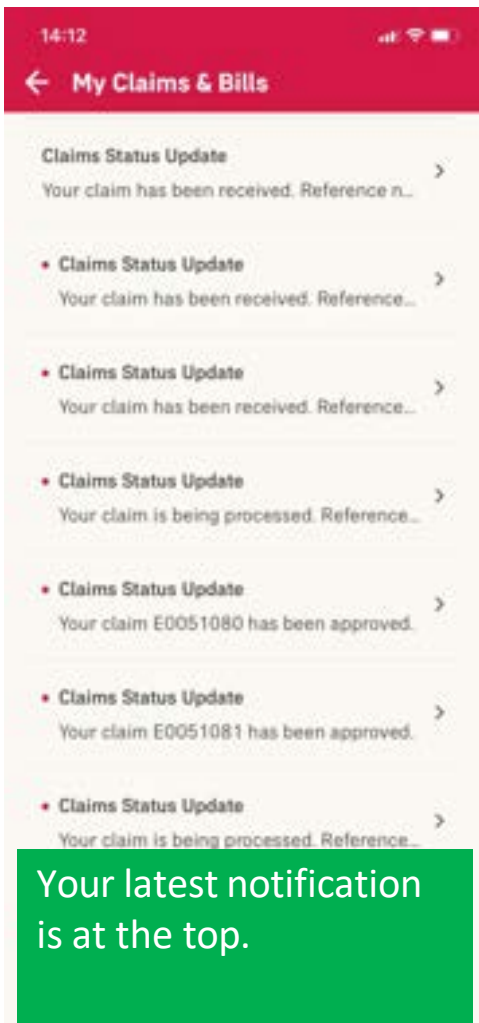 14:12
My Claims & Bills
Claims Status Update
Your claim has been received. Reference n...
Claims Status Update
Your claim has been received. Reference...
Claims Status Update
Your claim has been received. Reference...
Claims Status Update
Your claim is being processed. Reference...
Claims Status Update
Your claim E0051080 has been approved.
Claims Status Update
Your claim E0051081 has been approved.
Claims Status Update
Your claim is being processed. Reference...
Your latest notification
is at the top.